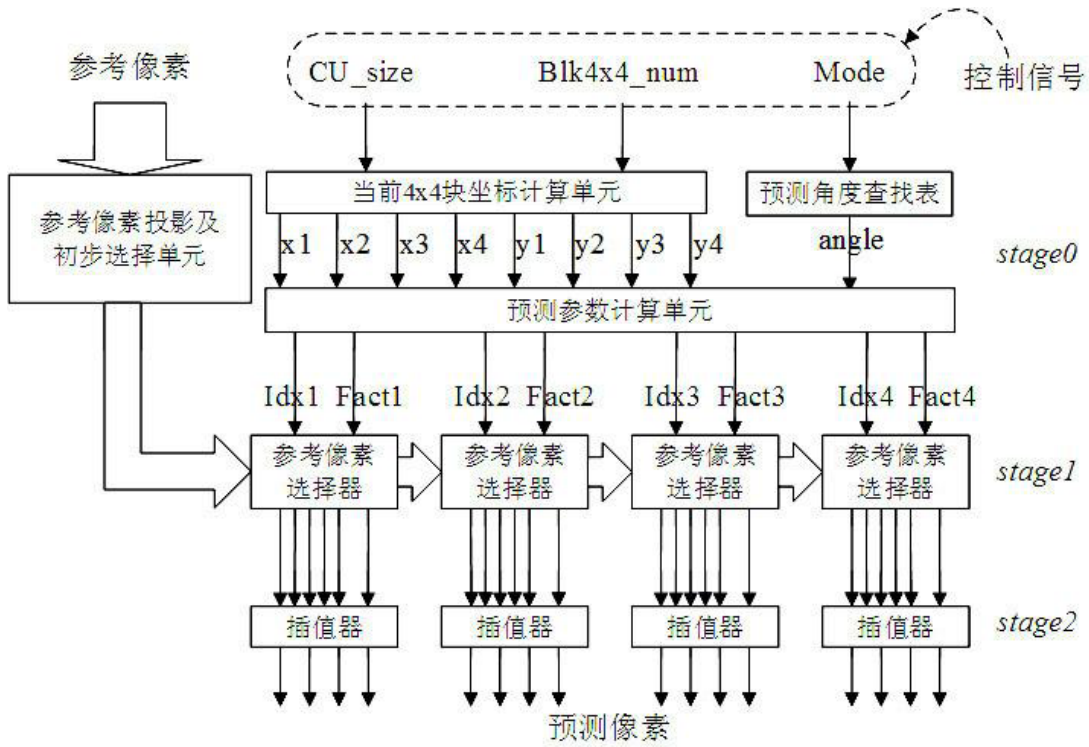 参考像素
CU_size Blk4x4_num Mode
控制信号
当前4x4块坐标计算单元
预测角度查找表
参考像素投影及
初步选择单元
x1 x2 x3 x4 y1 y2 y3 y4 angle
stage0
预测参数计算单元
Idx1 Fact1 Idx2 Fact2 Idx3 Fact3 Idx4 Fact4
参考像素
选择器
参考像素
选择器
参考像素
选择器
参考像素
选择器
stage1
插值器 插值器 插值器 插值器
stage2
预测像素